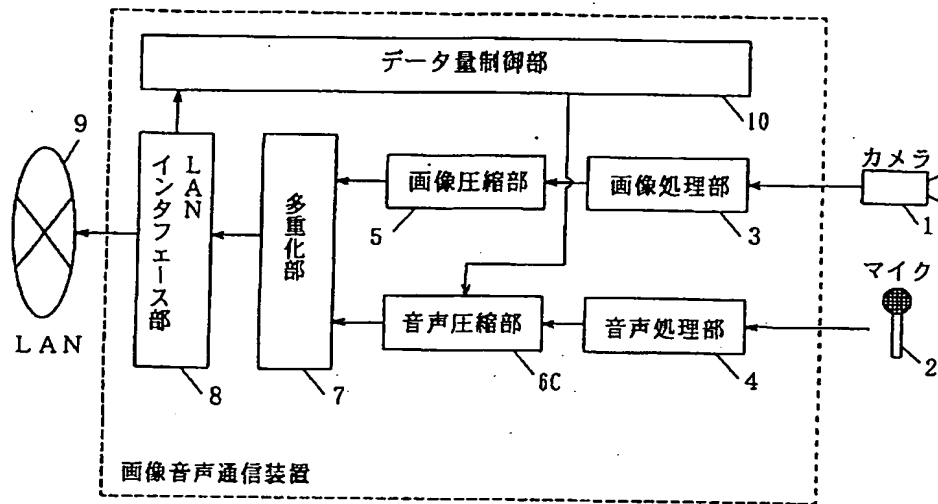 データ量制御部
10
9
LAN
インタフェース部
8
多重化部
7
画像圧縮部
5
画像処理部
3
カメラ
1
マイク
2
音声圧縮部
6C
音声処理部
4
LAN
画像音声通信装置